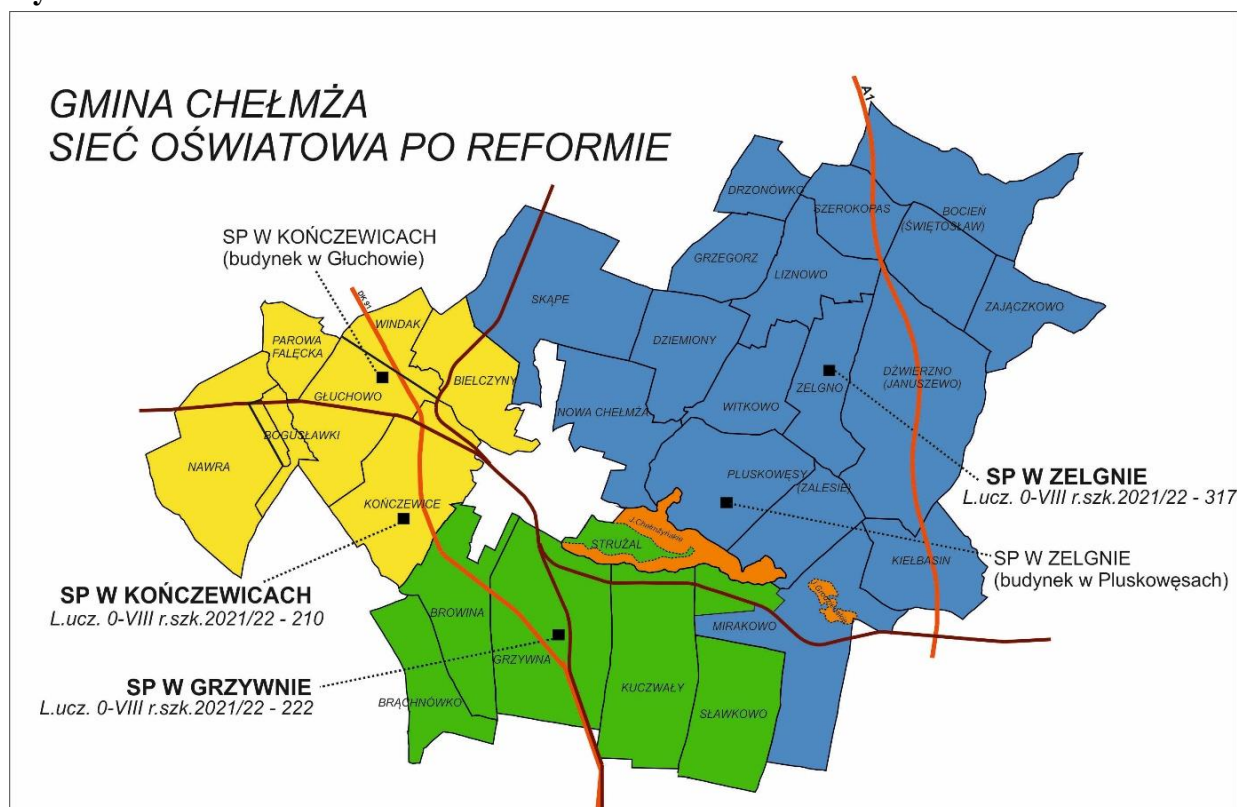 GMINA CHEŁMŻA
SIEĆ OŚWIATOWA PO REFORMIE
A1
DRZONÓWKO
SZEROKOPAS
BOCIEŃ
(ŚWIĘTOSŁAW)
SP W KOŃCZEWICACH
(budynek w Głuchowie)
GRZEGORZ
LIZNOWO
DK 91
SKĄPE
ZAJĄCZKOWO
WINDAK
PAROWA
FALĘCKA
DZIEMIONY
BIELCZYNY
DŹWIERZNO
(JANUSZEWO)
ZELGNO
GŁUCHOWO
WITKOWO
NOWA CHEŁMŻA
BOGUSŁAWKI
NAWRA
PLUSKOWĘSY
(ZALESIE)
SP W ZELGNIE
L.ucz. 0-VIII r.szk.2021/22 - 317
KOŃCZEWICE
J.Chełmżyńskie
STRUŻAL
SP W ZELGNIE
(budynek w Pluskowęsach)
KIEŁBASIN
SP W KOŃCZEWICACH
L.ucz. 0-VIII r.szk.2021/22 - 210
BROWINA
MIRAKOWO
GRZYWNA
SP W GRZYWNIE
L.ucz. 0-VIII r.szk.2021/22 - 222
KUCZWAŁY
BRĄCHNÓWKO
SŁAWKOWO